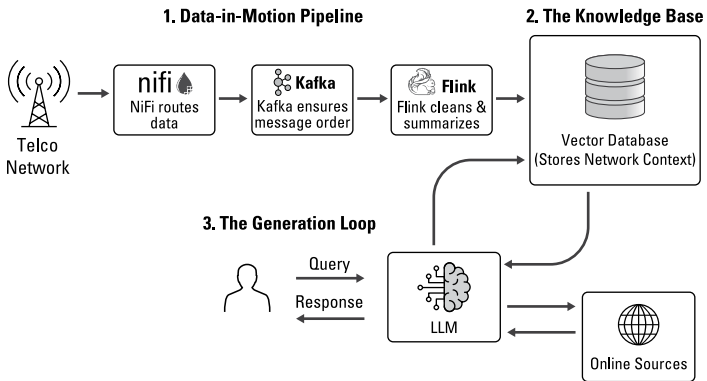 1. Data-in-Motion Pipeline
2. The Knowledge Base
Telco
Network
nifi
NiFi routes
data
Kafka
Kafka ensures
message order
Flink
Flink cleans &
summarizes
Vector Database
(Stores Network Context)
3. The Generation Loop
Query
Response
LLM
Online Sources